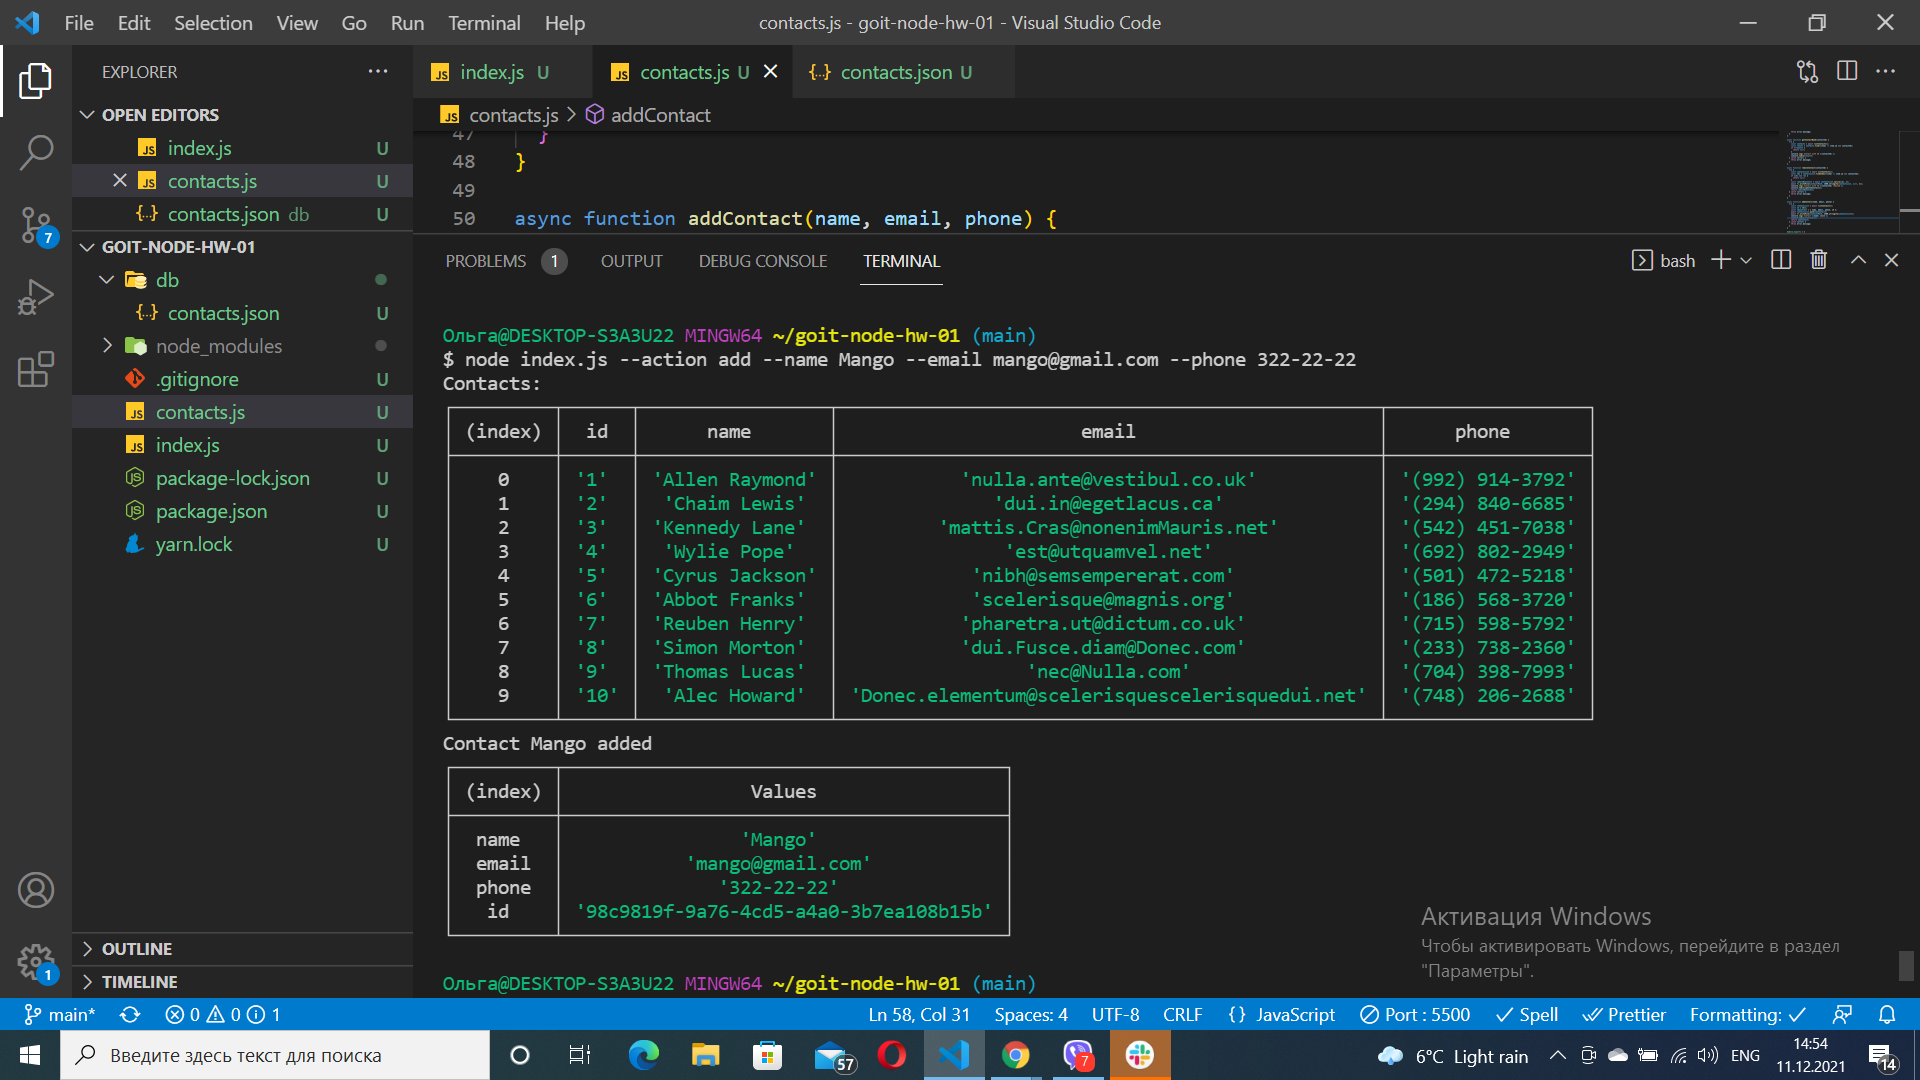 File Edit Selection View Go Run Terminal Help
contacts.js - goit-node-hw-01 - Visual Studio Code
EXPLORER
OPEN EDITORS
index.js U
contacts.js U
contacts.json db U
GOIT-NODE-HW-01
db
contacts.json U
node_modules
.gitignore U
contacts.js U
index.js U
package-lock.json U
package.json U
yarn.lock U
OUTLINE
TIMELINE
7
1
index.js U contacts.js U contacts.json U
contacts.js > addContact
47 }
48 }
49
50 async function addContact(name, email, phone) {
PROBLEMS 1 OUTPUT DEBUG CONSOLE TERMINAL bash
Ольга@DESKTOP-S3A3U22 MINGW64 ~/goit-node-hw-01 (main)
$ node index.js --action add --name Mango --email mango@gmail.com --phone 322-22-22
Contacts:
(index) id name email phone
0 '1' 'Allen Raymond' 'nulla.ante@vestibul.co.uk' '(992) 914-3792'
1 '2' 'Chaim Lewis' 'dui.in@egetlacus.ca' '(294) 840-6685'
2 '3' 'Kennedy Lane' 'mattis.Cras@nonenimMauris.net' '(542) 451-7038'
3 '4' 'Wylie Pope' 'est@utquamvel.net' '(692) 802-2949'
4 '5' 'Cyrus Jackson' 'nibh@semsempererat.com' '(501) 472-5218'
5 '6' 'Abbot Franks' 'scelerisque@magnis.org' '(186) 568-3720'
6 '7' 'Reuben Henry' 'pharetra.ut@dictum.co.uk' '(715) 598-5792'
7 '8' 'Simon Morton' 'dui.Fusce.diam@Donec.com' '(233) 738-2360'
8 '9' 'Thomas Lucas' 'nec@Nulla.com' '(704) 398-7993'
9 '10' 'Alec Howard' 'Donec.elementum@scelerisquescelerisquedui.net' '(748) 206-2688'
Contact Mango added
(index) Values
name 'Mango'
email 'mango@gmail.com'
phone '322-22-22'
id '98c9819f-9a76-4cd5-a4a0-3b7ea108b15b'
Ольга@DESKTOP-S3A3U22 MINGW64 ~/goit-node-hw-01 (main)
Активация Windows
Чтобы активировать Windows, перейдите в раздел
"Параметры".
main* 0 0 1 Ln 58, Col 31 Spaces: 4 UTF-8 CRLF {} JavaScript Port : 5500 Spell Prettier Formatting:
Введите здесь текст для поиска
57
7
6°C Light rain
ENG
14:54
11.12.2021
14